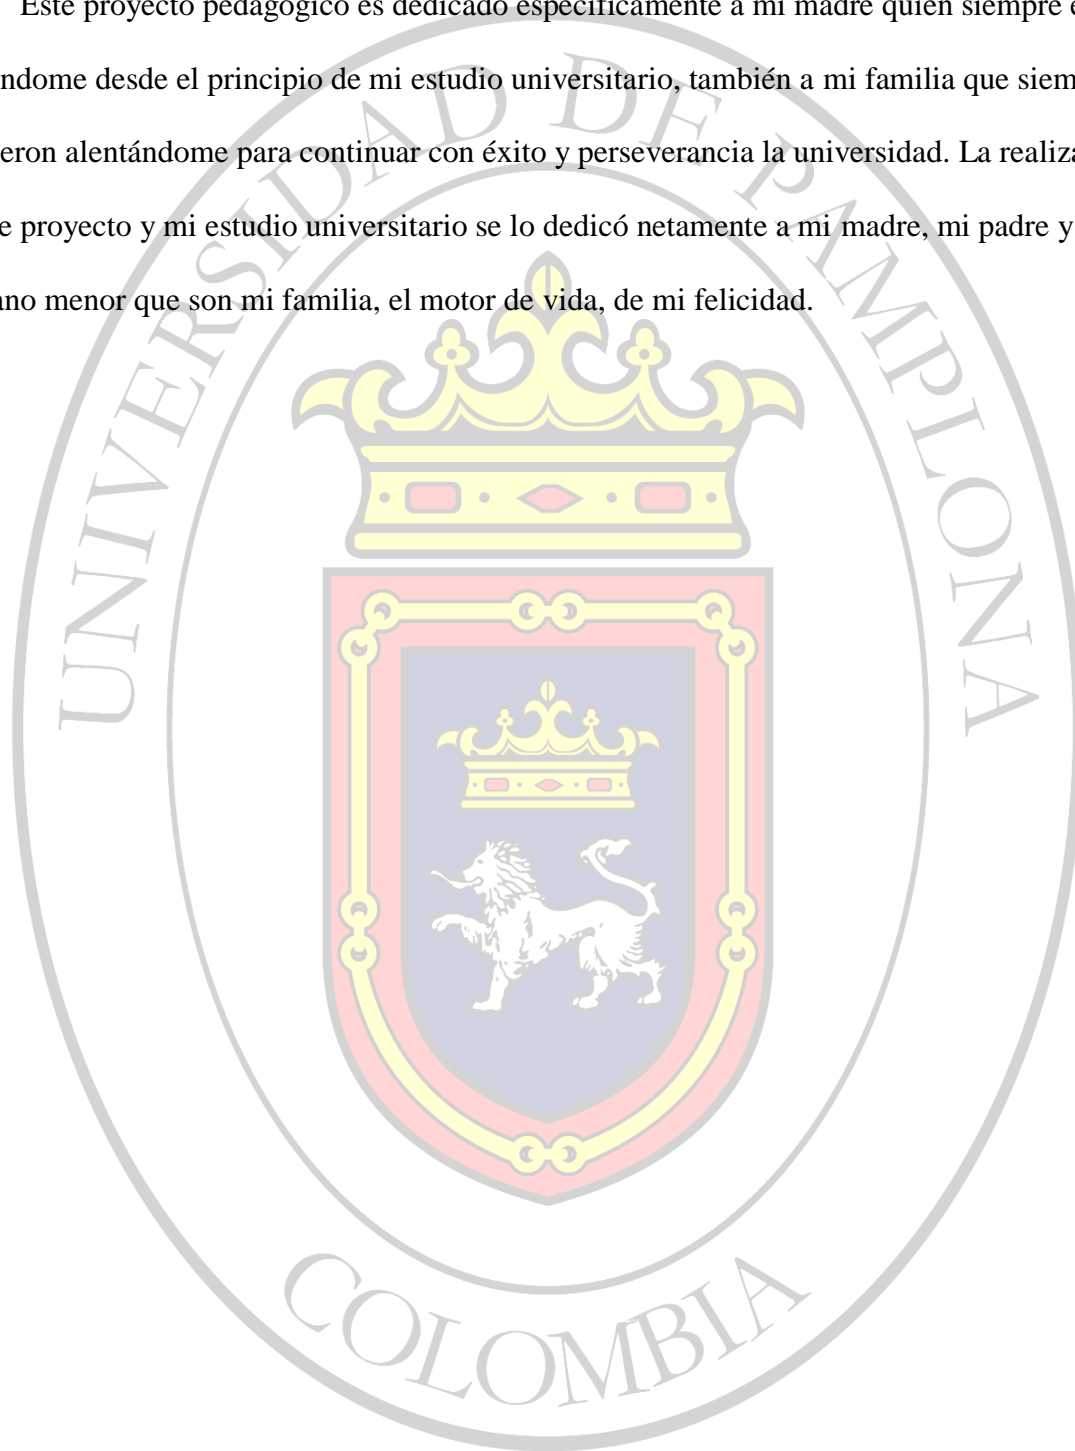 Este proyecto pedagógico es dedicado específicamente a mi madre quien siempre e
ndome desde el principio de mi estudio universitario, también a mi familia que siem
eron alentándome para continuar con éxito y perseverancia la universidad. La realiza
e proyecto y mi estudio universitario se lo dedicó netamente a mi madre, mi padre y
ano menor que son mi familia, el motor de vida, de mi felicidad.
UNIVERSIDAD DE PAMPLONA
COLOMBIA